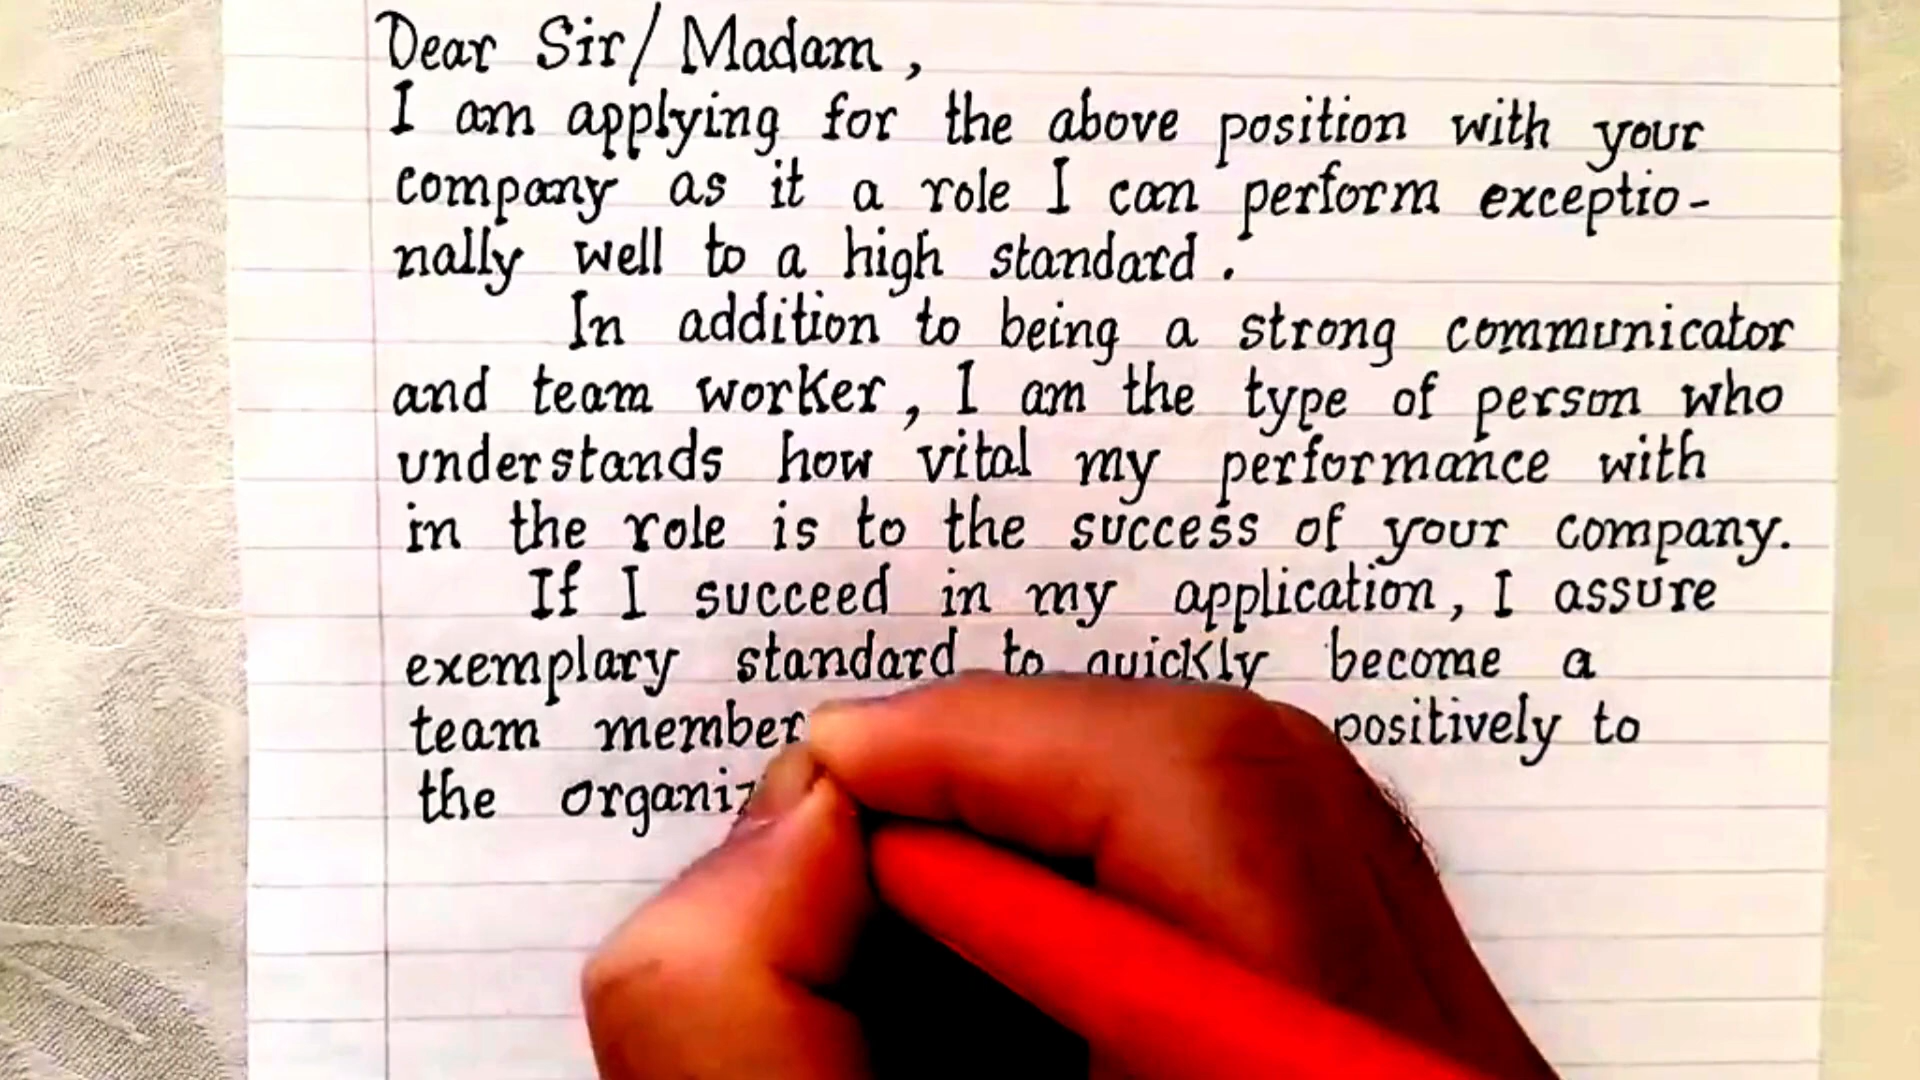 Dear Sir/ Madam,
I am applying for the above position with your
company as it a role I can perform exceptio-
nally well to a high standard.
In addition to being a strong communicator
and team worker, I am the type of person who
understands how vital my performance with
in the role is to the success of your company.
If I succeed in my application, I assure
exemplary standard to quickly become a
team member positively to
the